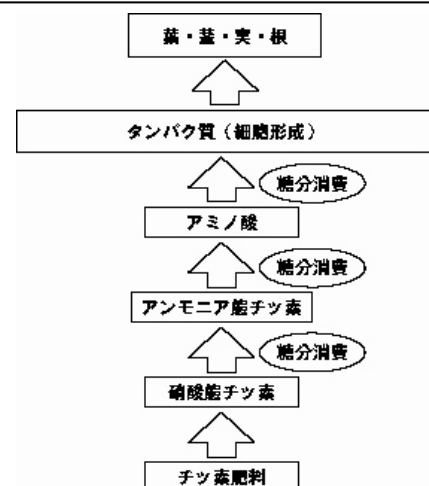 葉・茎・実・根
タンパク質（細胞形成）
糖分消費
アミノ酸
糖分消費
アンモニア態チッ素
糖分消費
硝酸態チッ素
チッ素肥料